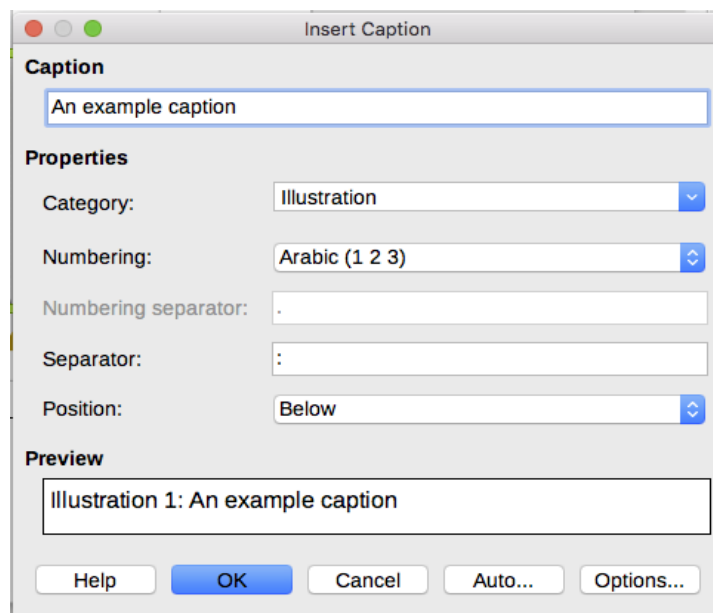 Insert Caption
Caption
An example caption
Properties
Category: Illustration
Numbering: Arabic (1 2 3)
Numbering separator: .
Separator: :
Position: Below
Preview
Illustration 1: An example caption
Help OK Cancel Auto... Options...